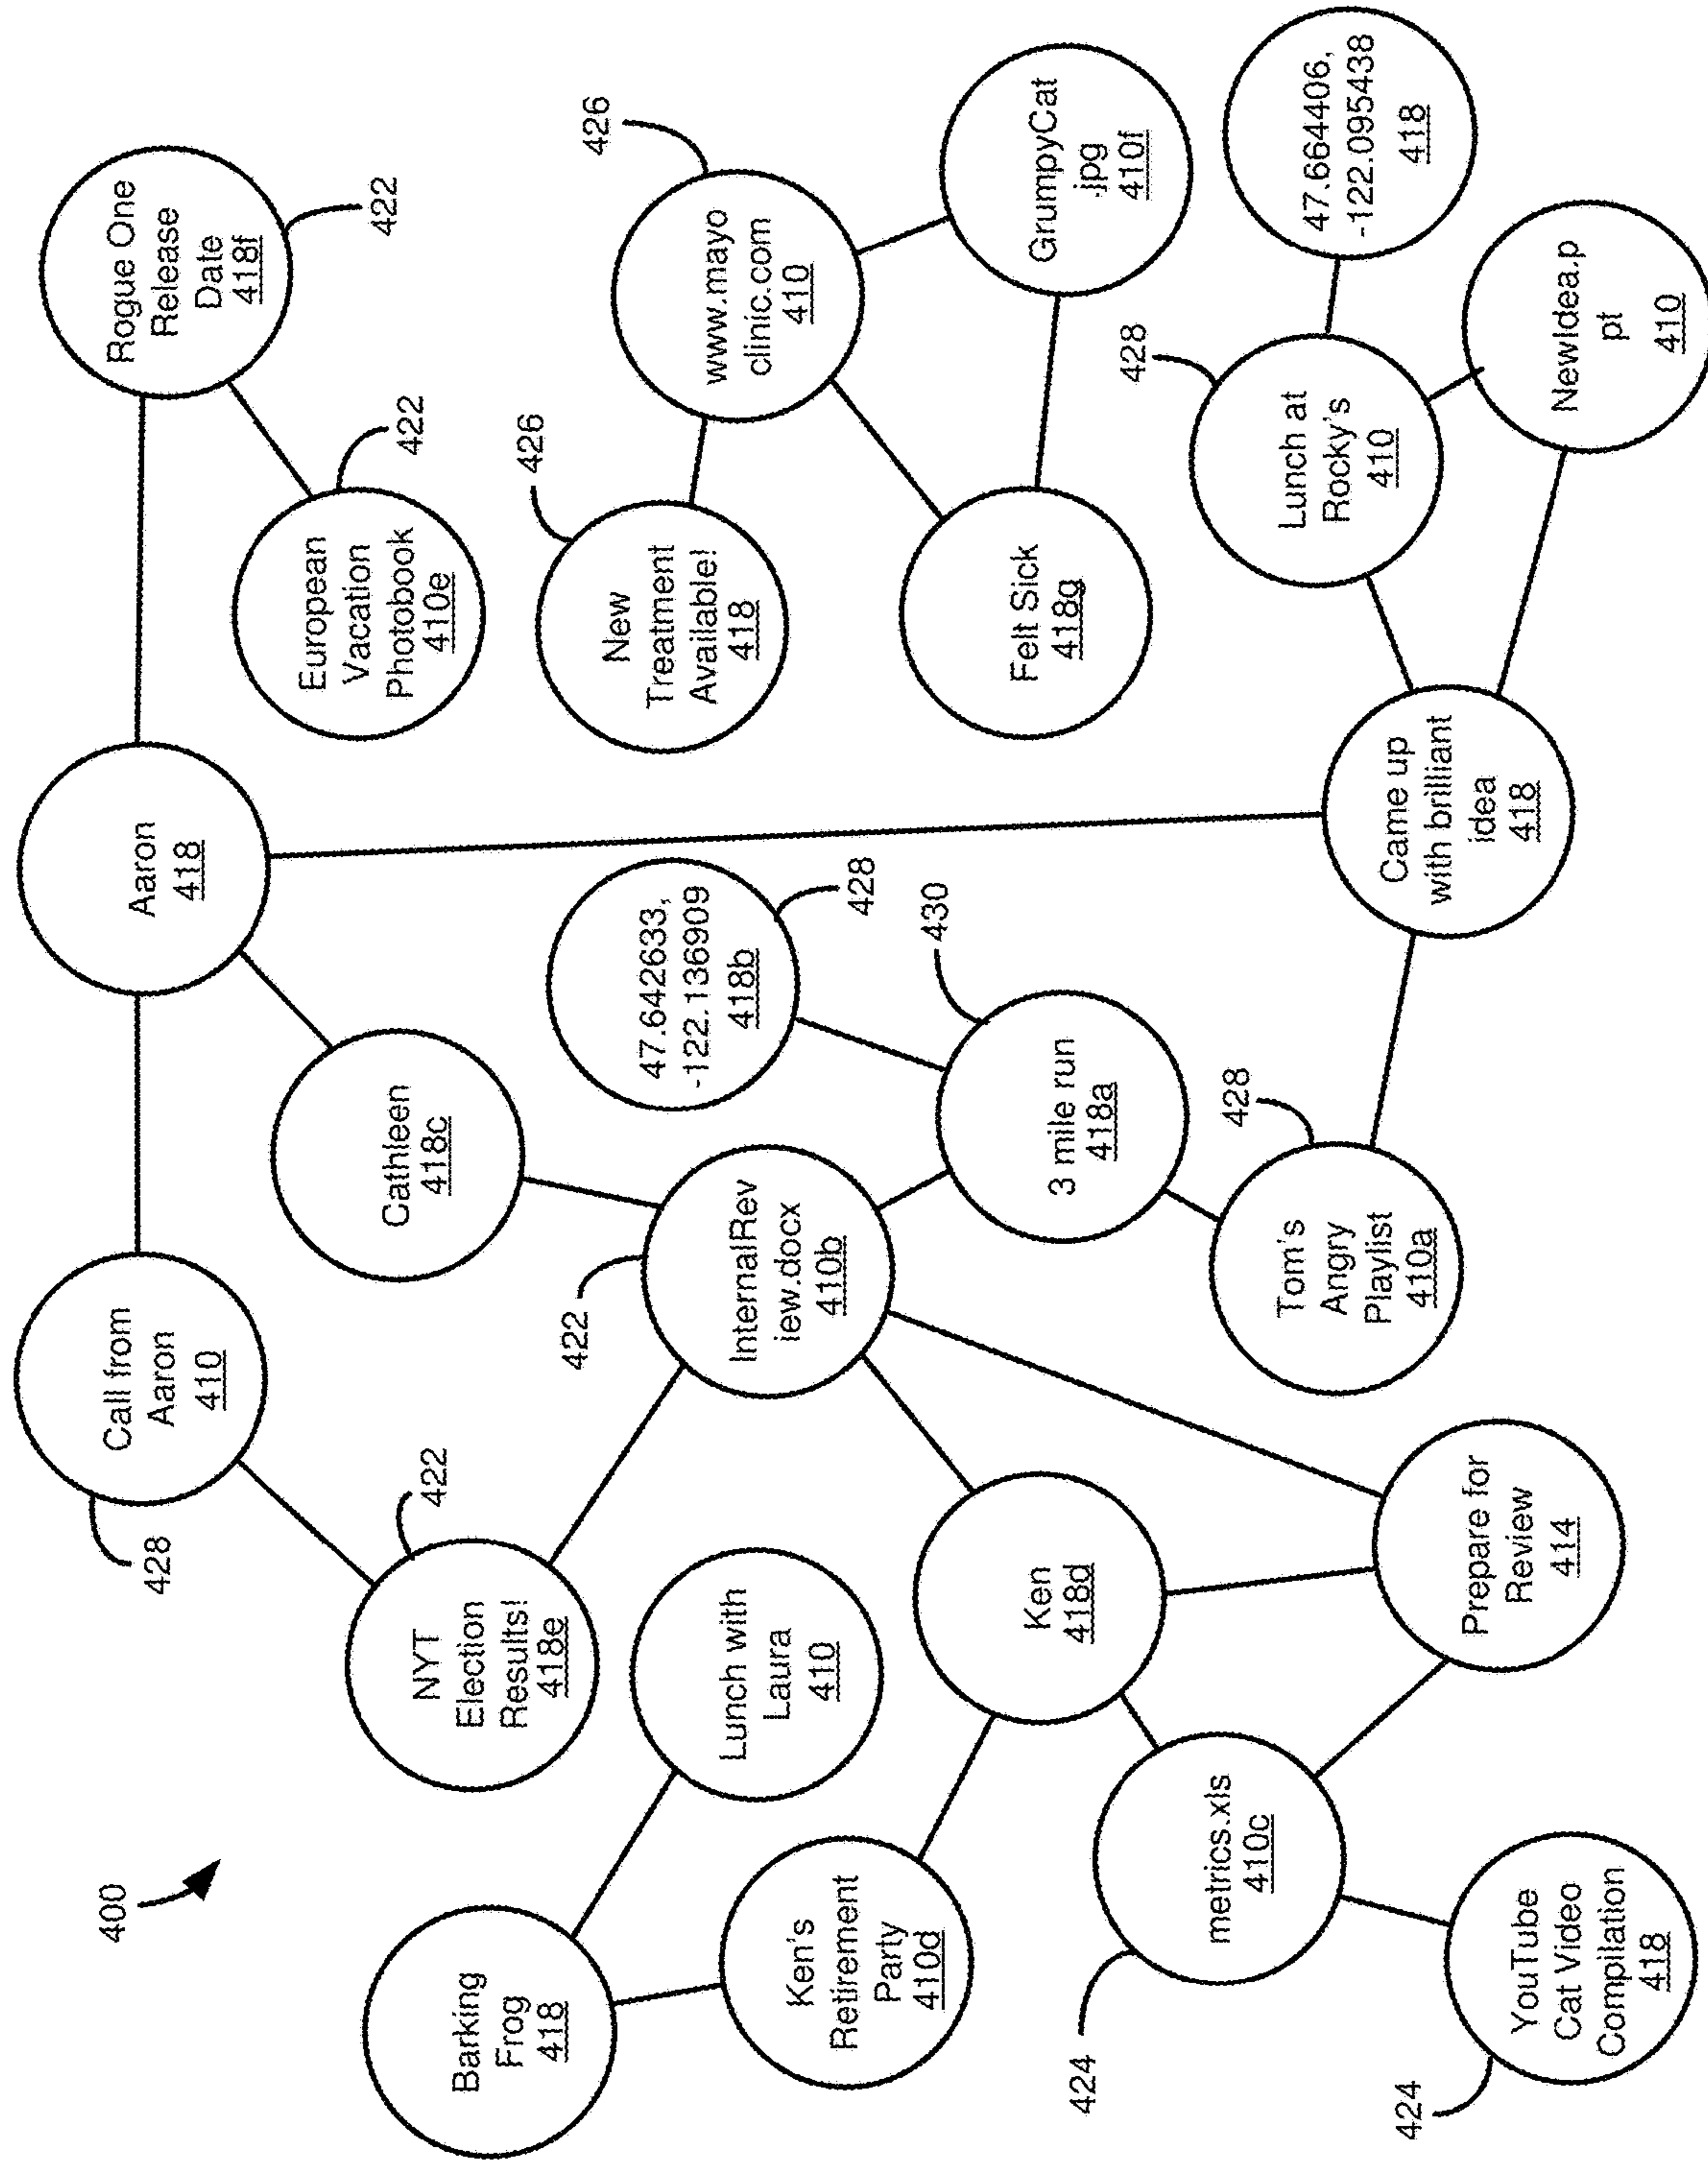 400
Barking
Frog
418
Ken's
Retirement
Party
410d
424
metrics.xls
410c
424
YouTube
Cat Video
Compilation
418
428
Call from
Aaron
410
422
NYT
Election
Results!
418e
Lunch with
Laura
410
Ken
418d
Prepare for
Review
414
Cathleen
418c
422
InternalRev
iew.docx
410b
430
3 mile run
418a
428
Tom's
Angry
Playlist
410a
Aaron
418
47.642633,
-122.136909
418b
428
Came up
with brilliant
idea
418
Rogue One
Release
Date
418f
422
European
Vacation
Photobook
410e
422
426
New
Treatment
Available!
418
426
www.mayo
clinic.com
410
Felt Sick
418g
GrumpyCat
.jpg
410f
428
Lunch at
Rocky's
410
47.664406,
-122.095438
418
NewIdea.p
pt
410